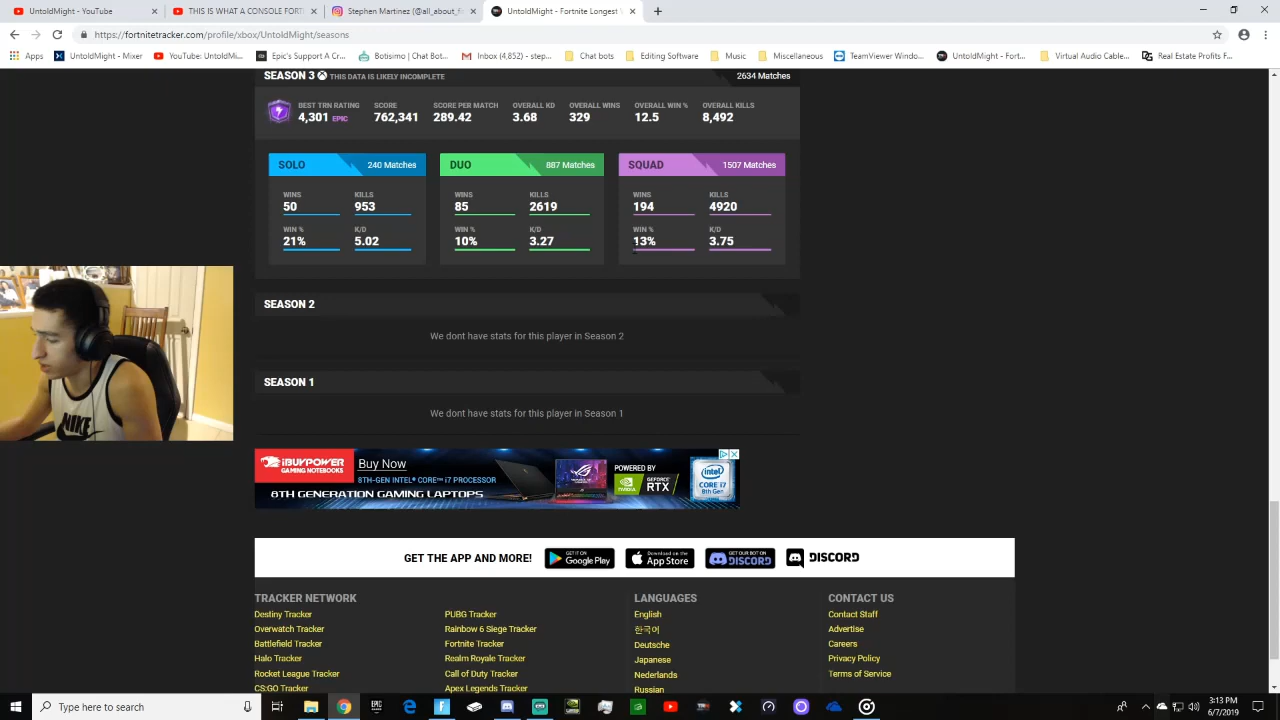 UntoldMight - YouTube
THIS IS WHAT A CONSOLE FORT
Stephen Martinez (@all_about_f
UntoldMight - Fortnites Longest
https://fortnitetracker.com/profile/xbox/UntoldMight/seasons
Apps UntoldMight - Mixer YouTube: UntoldMi... Epic's Support A Cr... Botisimo | Chat Bot... Inbox (4,852) - step... Chat bots Editing Software Music Miscellaneous TeamViewer Windo... UntoldMight - Fort... Virtual Audio Cable... Real Estate Profits F...
SEASON 3 THIS DATA IS LIKELY INCOMPLETE 2634 Matches
BEST TRN RATING SCORE SCORE PER MATCH OVERALL KD OVERALL WINS OVERALL WIN % OVERALL KILLS
4,301 EPIC 762,341 289.42 3.68 329 12.5 8,492
SOLO 240 Matches DUO 887 Matches SQUAD 1507 Matches
WINS KILLS WINS KILLS WINS KILLS
50 953 85 2619 194 4920
WIN % K/D WIN % K/D WIN % K/D
21% 5.02 10% 3.27 13% 3.75
SEASON 2
We dont have stats for this player in Season 2
SEASON 1
We dont have stats for this player in Season 1
NIKE
iBUYPOWER
GAMING NOTEBOOKS
Buy Now
8TH-GEN INTEL® CORE™ i7 PROCESSOR
8TH GENERATION GAMING LAPTOPS
POWERED BY
NVIDIA GEFORCE RTX
intel
CORE i7
8th Gen
GET THE APP AND MORE! GET IT ON Google Play Download on the App Store GET OUR BOT ON DISCORD DISCORD
TRACKER NETWORK LANGUAGES CONTACT US
Destiny Tracker PUBG Tracker English Contact Staff
Overwatch Tracker Rainbow 6 Siege Tracker 한국어 Advertise
Battlefield Tracker Fortnite Tracker Deutsche Careers
Halo Tracker Realm Royale Tracker Japanese Privacy Policy
Rocket League Tracker Call of Duty Tracker Nederlands Terms of Service
CS:GO Tracker Apex Legends Tracker Russian
Type here to search
3:13 PM
6/7/2019